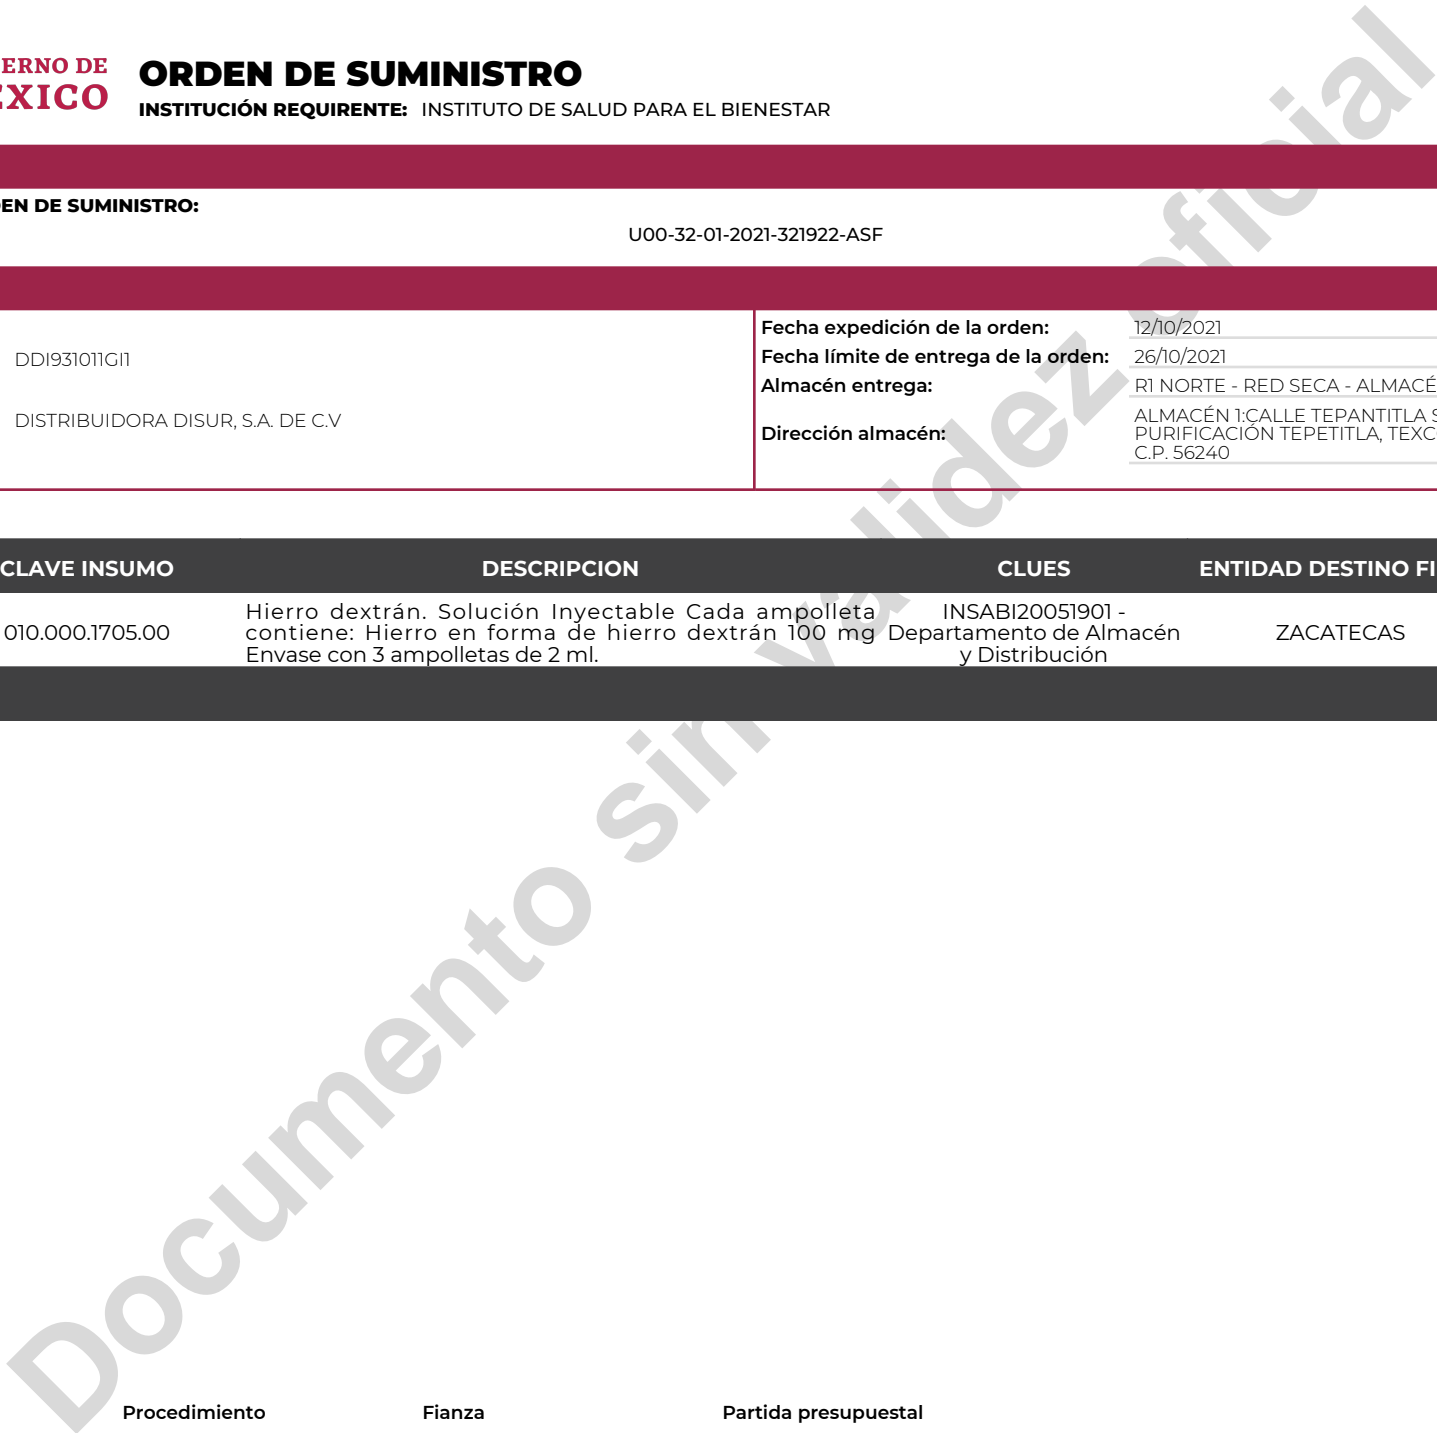 ERNO DE
ÉXICO
ORDEN DE SUMINISTRO
INSTITUCIÓN REQUIRENTE: INSTITUTO DE SALUD PARA EL BIENESTAR
EN DE SUMINISTRO:
U00-32-01-2021-321922-ASF
DDI931011GI1
DISTRIBUIDORA DISUR, S.A. DE C.V
Fecha expedición de la orden: 12/10/2021
Fecha límite de entrega de la orden: 26/10/2021
Almacén entrega: R1 NORTE - RED SECA - ALMACÉ
Dirección almacén:
ALMACÉN 1:CALLE TEPANTITLA S
PURIFICACIÓN TEPETITLA, TEXC
C.P. 56240
CLAVE INSUMO DESCRIPCION CLUES ENTIDAD DESTINO FI
010.000.1705.00
Hierro dextrán. Solución Inyectable Cada ampolleta
contiene: Hierro en forma de hierro dextrán 100 mg
Envase con 3 ampolletas de 2 ml.
INSABI20051901 -
Departamento de Almacén
y Distribución
ZACATECAS
Documento sin validez oficial
Procedimiento Fianza Partida presupuestal